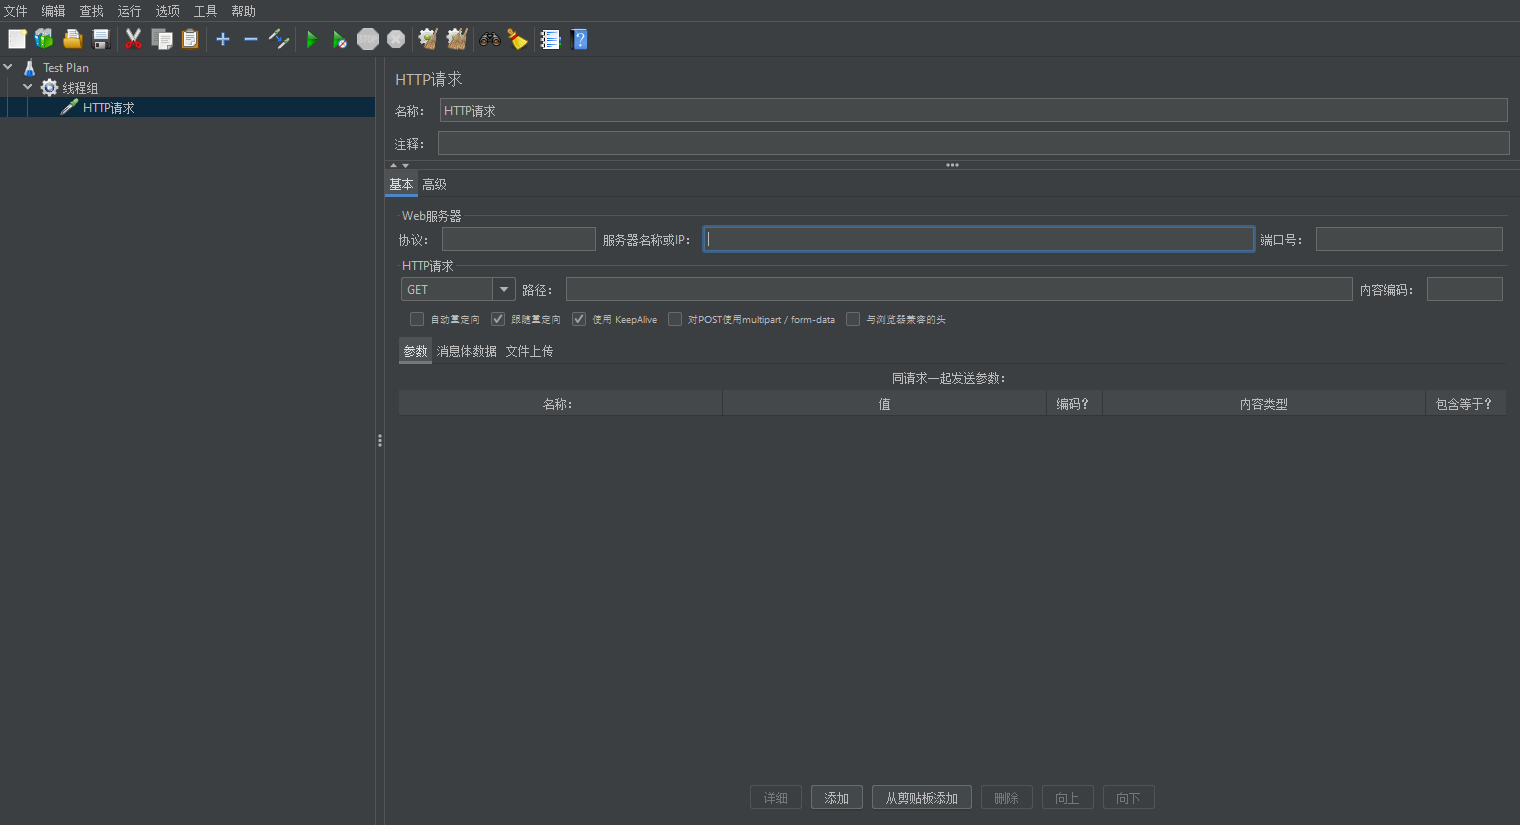 文件 编辑 查找 运行 选项 工具 帮助
Test Plan
线程组
HTTP请求
HTTP请求
名称： HTTP请求
注释：
基本 高级
Web服务器
协议： 服务器名称或IP： 端口号：
HTTP请求
GET 路径： 内容编码：
自动重定向 跟随重定向 使用 KeepAlive 对POST使用multipart / form-data 与浏览器兼容的头
参数 消息体数据 文件上传
同请求一起发送参数：
名称： 值 编码？ 内容类型 包含等于？
详细 添加 从剪贴板添加 删除 向上 向下